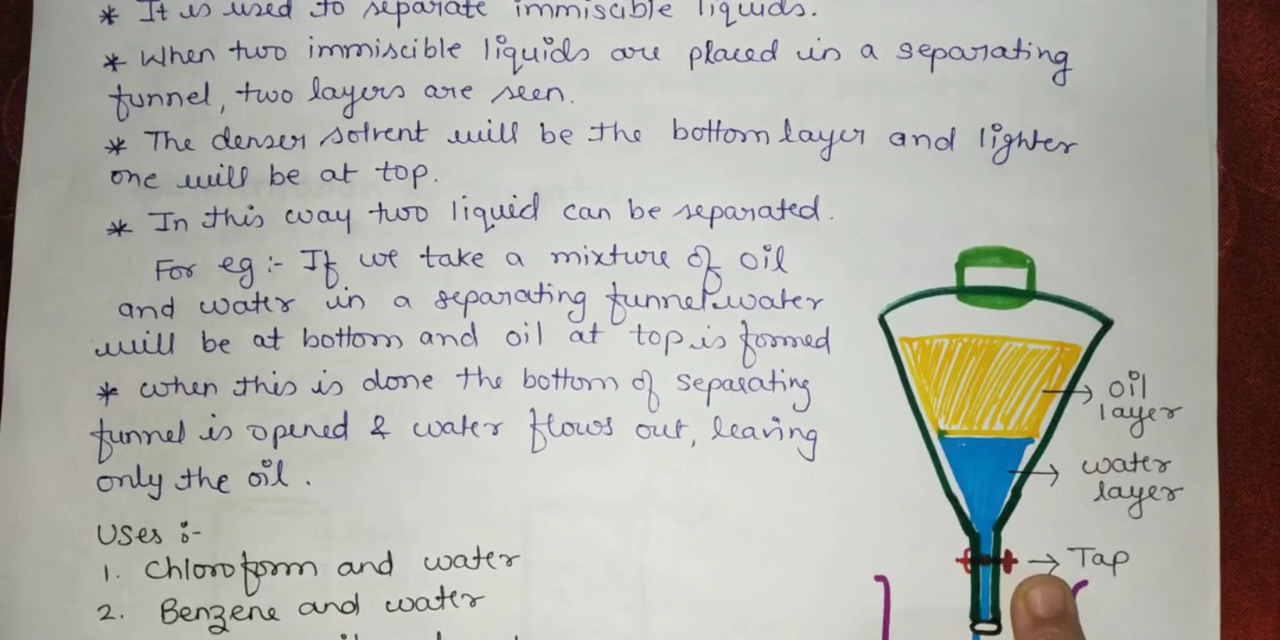 * It is used to separate immiscible liquids.
* When two immiscible liquids are placed in a separating
funnel, two layers are seen.
* The denser solvent will be the bottom layer and lighter
one will be at top.
* In this way two liquid can be separated.
For eg :- If we take a mixture of oil
and water in a separating funnel water
will be at bottom and oil at top is formed
* when this is done the bottom of separating
funnel is opened & water flows out, leaving
only the oil.
Uses :-
1. Chloroform and water
2. Benzene and water
oil
layer
water
layer
Tap